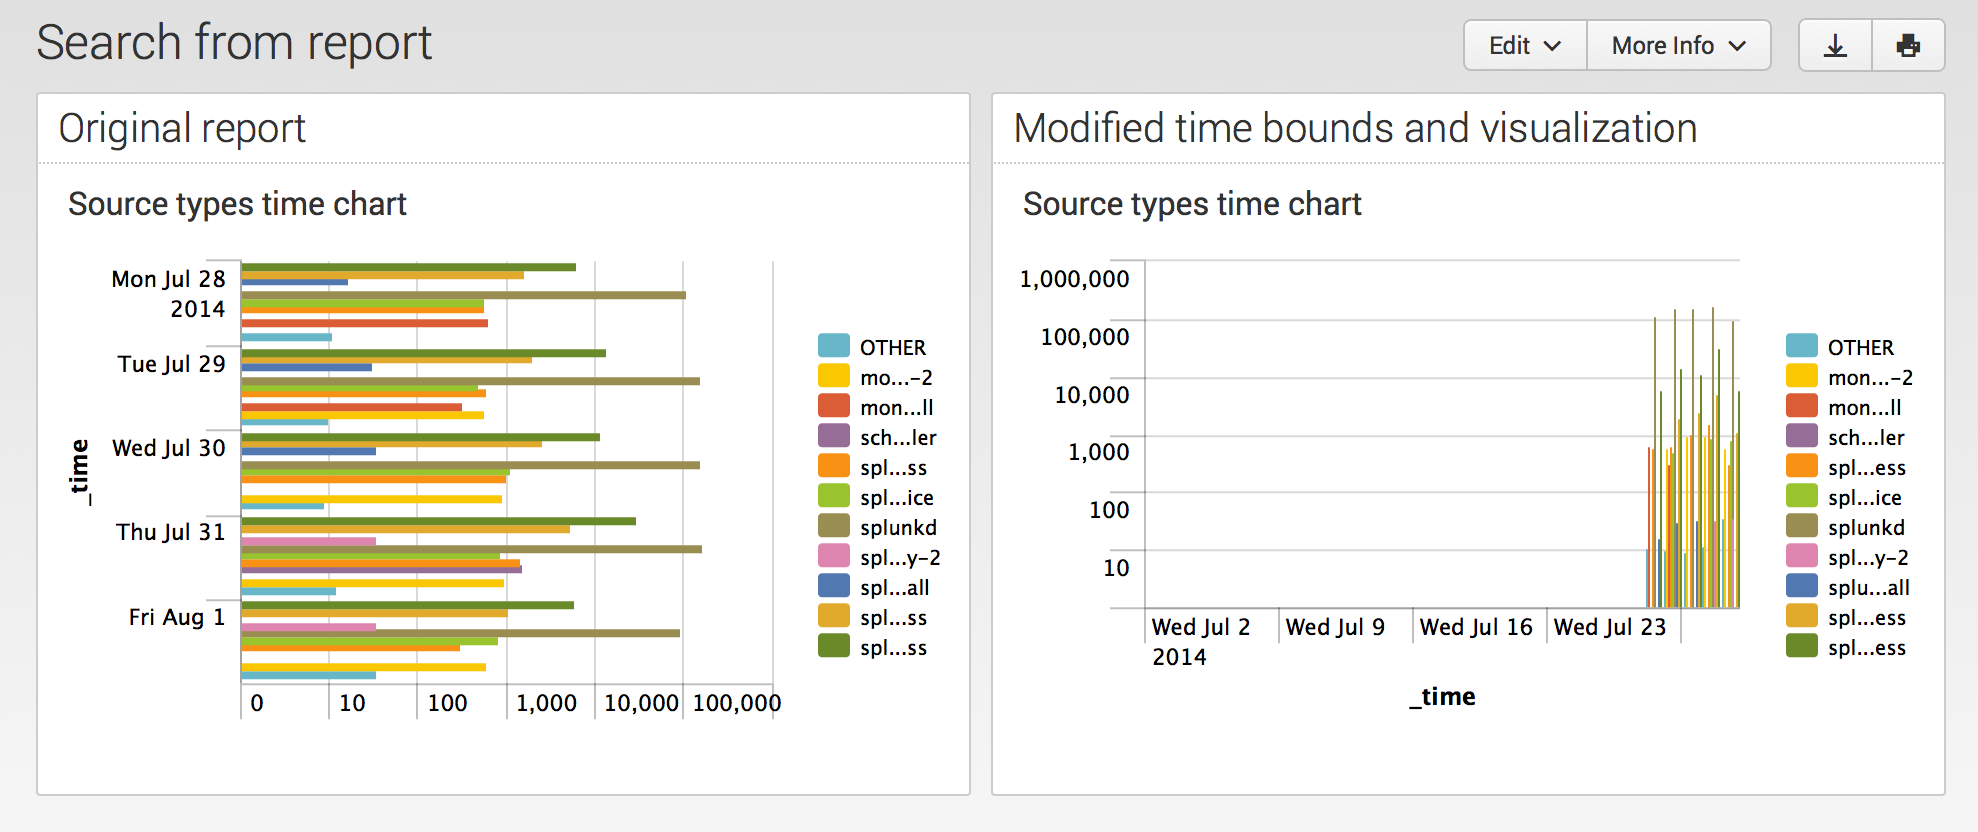 Search from report
Edit
More Info
Original report
Source types time chart
Mon Jul 28
2014
Tue Jul 29
Wed Jul 30
Thu Jul 31
Fri Aug 1
_time
0 10 100 1,000 10,000 100,000
OTHER
mo...-2
mon...ll
sch...ler
spl...ss
spl...ice
splunkd
spl...y-2
spl...all
spl...ss
spl...ss
Modified time bounds and visualization
Source types time chart
1,000,000
100,000
10,000
1,000
100
10
Wed Jul 2 Wed Jul 9 Wed Jul 16 Wed Jul 23
2014
_time
OTHER
mon...-2
mon...ll
sch...ler
spl...ess
spl...ice
splunkd
spl...y-2
splu...all
spl...ess
spl...ess